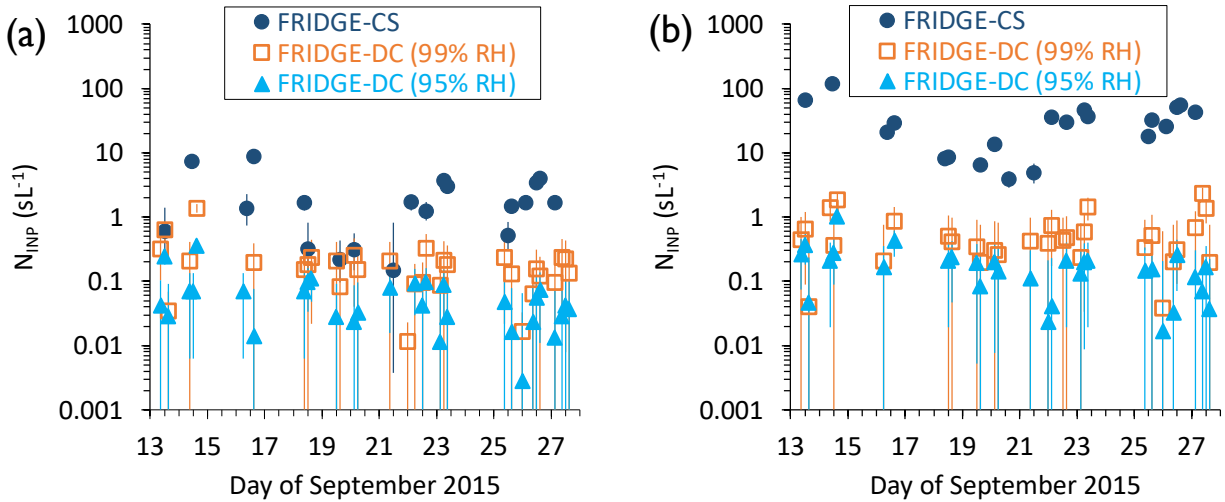 (a)
FRIDGE-CS
FRIDGE-DC (99% RH)
FRIDGE-DC (95% RH)
N_INP (sL⁻¹)
1000
100
10
1
0.1
0.01
0.001
13 15 17 19 21 23 25 27
Day of September 2015
(b)
FRIDGE-CS
FRIDGE-DC (99% RH)
FRIDGE-DC (95% RH)
N_INP (sL⁻¹)
1000
100
10
1
0.1
0.01
0.001
13 15 17 19 21 23 25 27
Day of September 2015